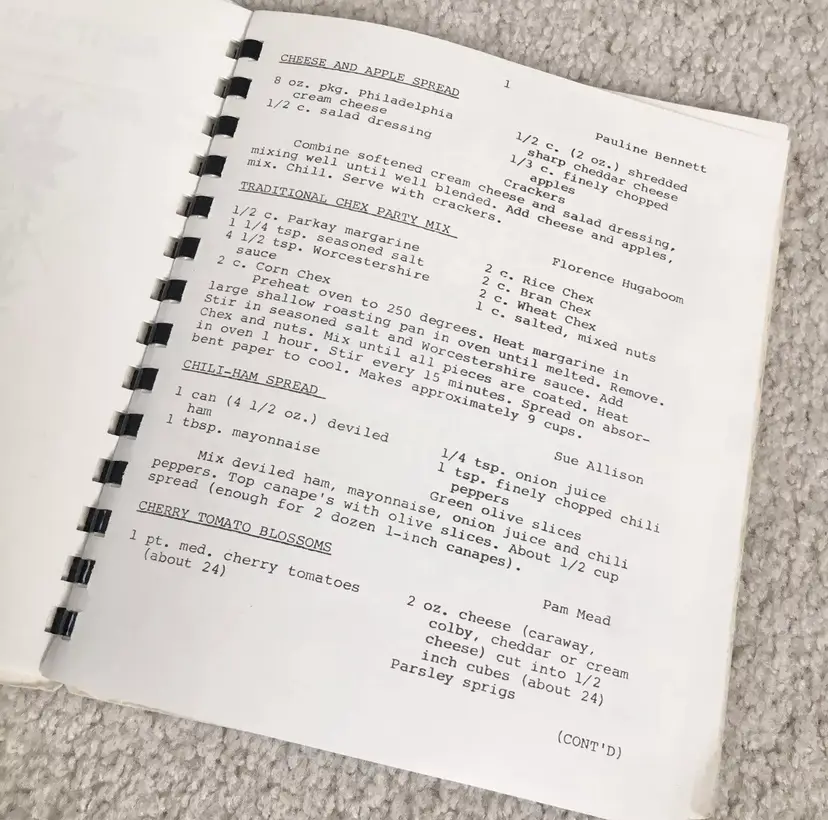 1
CHEESE AND APPLE SPREAD
Pauline Bennett
8 oz. pkg. Philadelphia
cream cheese
1/2 c. salad dressing
1/2 c. (2 oz.) shredded
sharp cheddar cheese
1/3 c. finely chopped
apples
Crackers
Combine softened cream cheese and salad dressing,
mixing well until well blended. Add cheese and apples,
mix. Chill. Serve with crackers.
TRADITIONAL CHEX PARTY MIX
Florence Hugaboom
1/2 c. Parkay margarine
1 1/4 tsp. seasoned salt
4 1/2 tsp. Worcestershire
sauce
2 c. Corn Chex
2 c. Rice Chex
2 c. Bran Chex
2 c. Wheat Chex
1 c. salted, mixed nuts
Preheat oven to 250 degrees. Heat margarine in
large shallow roasting pan in oven until melted. Remove.
Stir in seasoned salt and Worcestershire sauce. Add
Chex and nuts. Mix until all pieces are coated. Heat
in oven 1 hour. Stir every 15 minutes. Spread on absor-
bent paper to cool. Makes approximately 9 cups.
CHILI-HAM SPREAD
Sue Allison
1 can (4 1/2 oz.) deviled
ham
1 tbsp. mayonnaise
1/4 tsp. onion juice
1 tsp. finely chopped chili
peppers
Green olive slices
Mix deviled ham, mayonnaise, onion juice and chili
peppers. Top canape's with olive slices. About 1/2 cup
spread (enough for 2 dozen 1-inch canapes).
CHERRY TOMATO BLOSSOMS
Pam Mead
1 pt. med. cherry tomatoes
(about 24)
2 oz. cheese (caraway,
colby, cheddar or cream
cheese) cut into 1/2
inch cubes (about 24)
Parsley sprigs
(CONT'D)